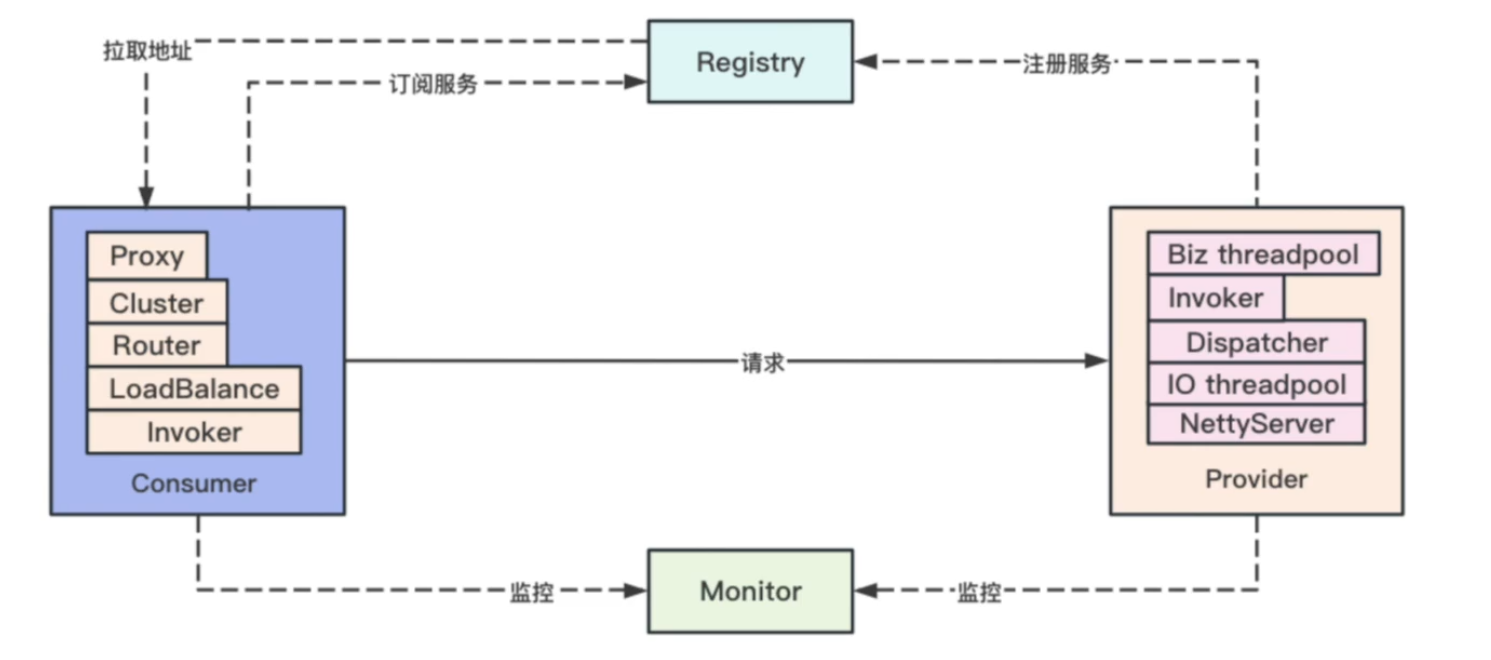 拉取地址
Registry
注册服务
订阅服务
Proxy
Cluster
Router
LoadBalance
Invoker
Consumer
请求
Biz threadpool
Invoker
Dispatcher
IO threadpool
NettyServer
Provider
监控
Monitor
监控